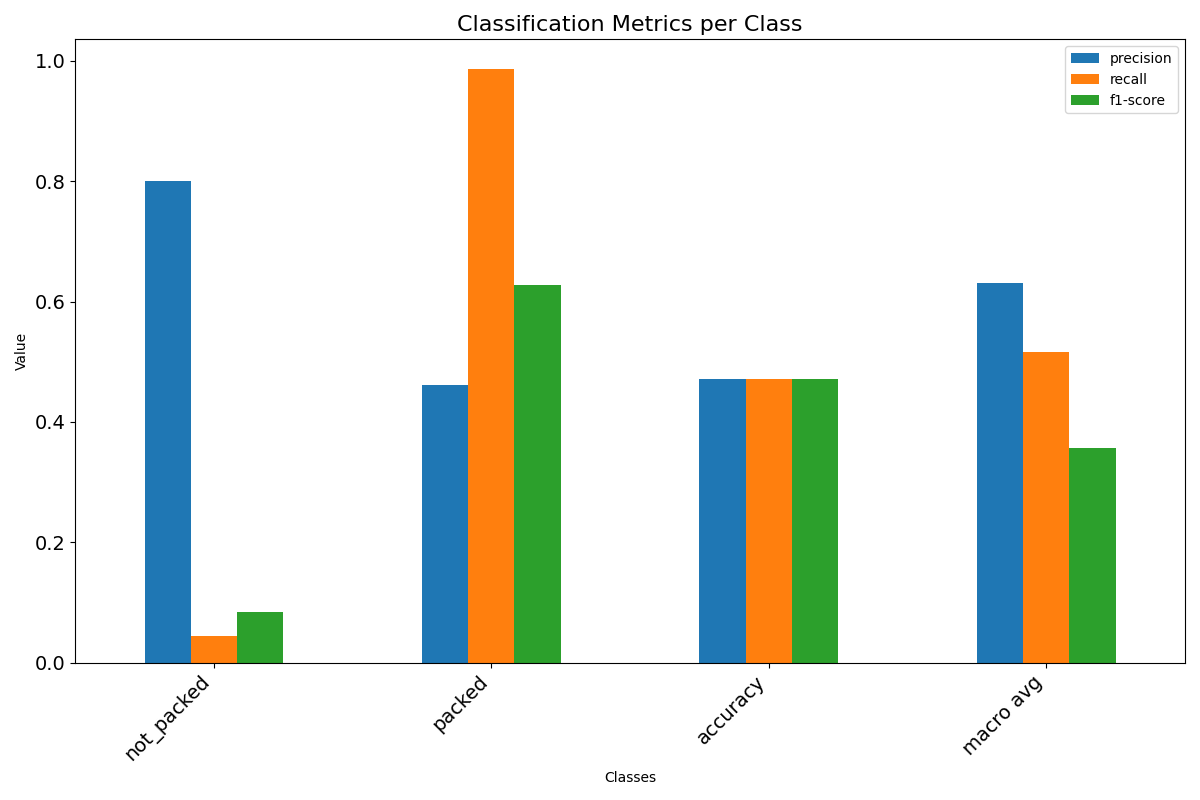 Classification Metrics per Class
precision
recall
f1-score
1.0
0.8
0.6
0.4
0.2
0.0
Value
not_packed
packed
accuracy
macro avg
Classes